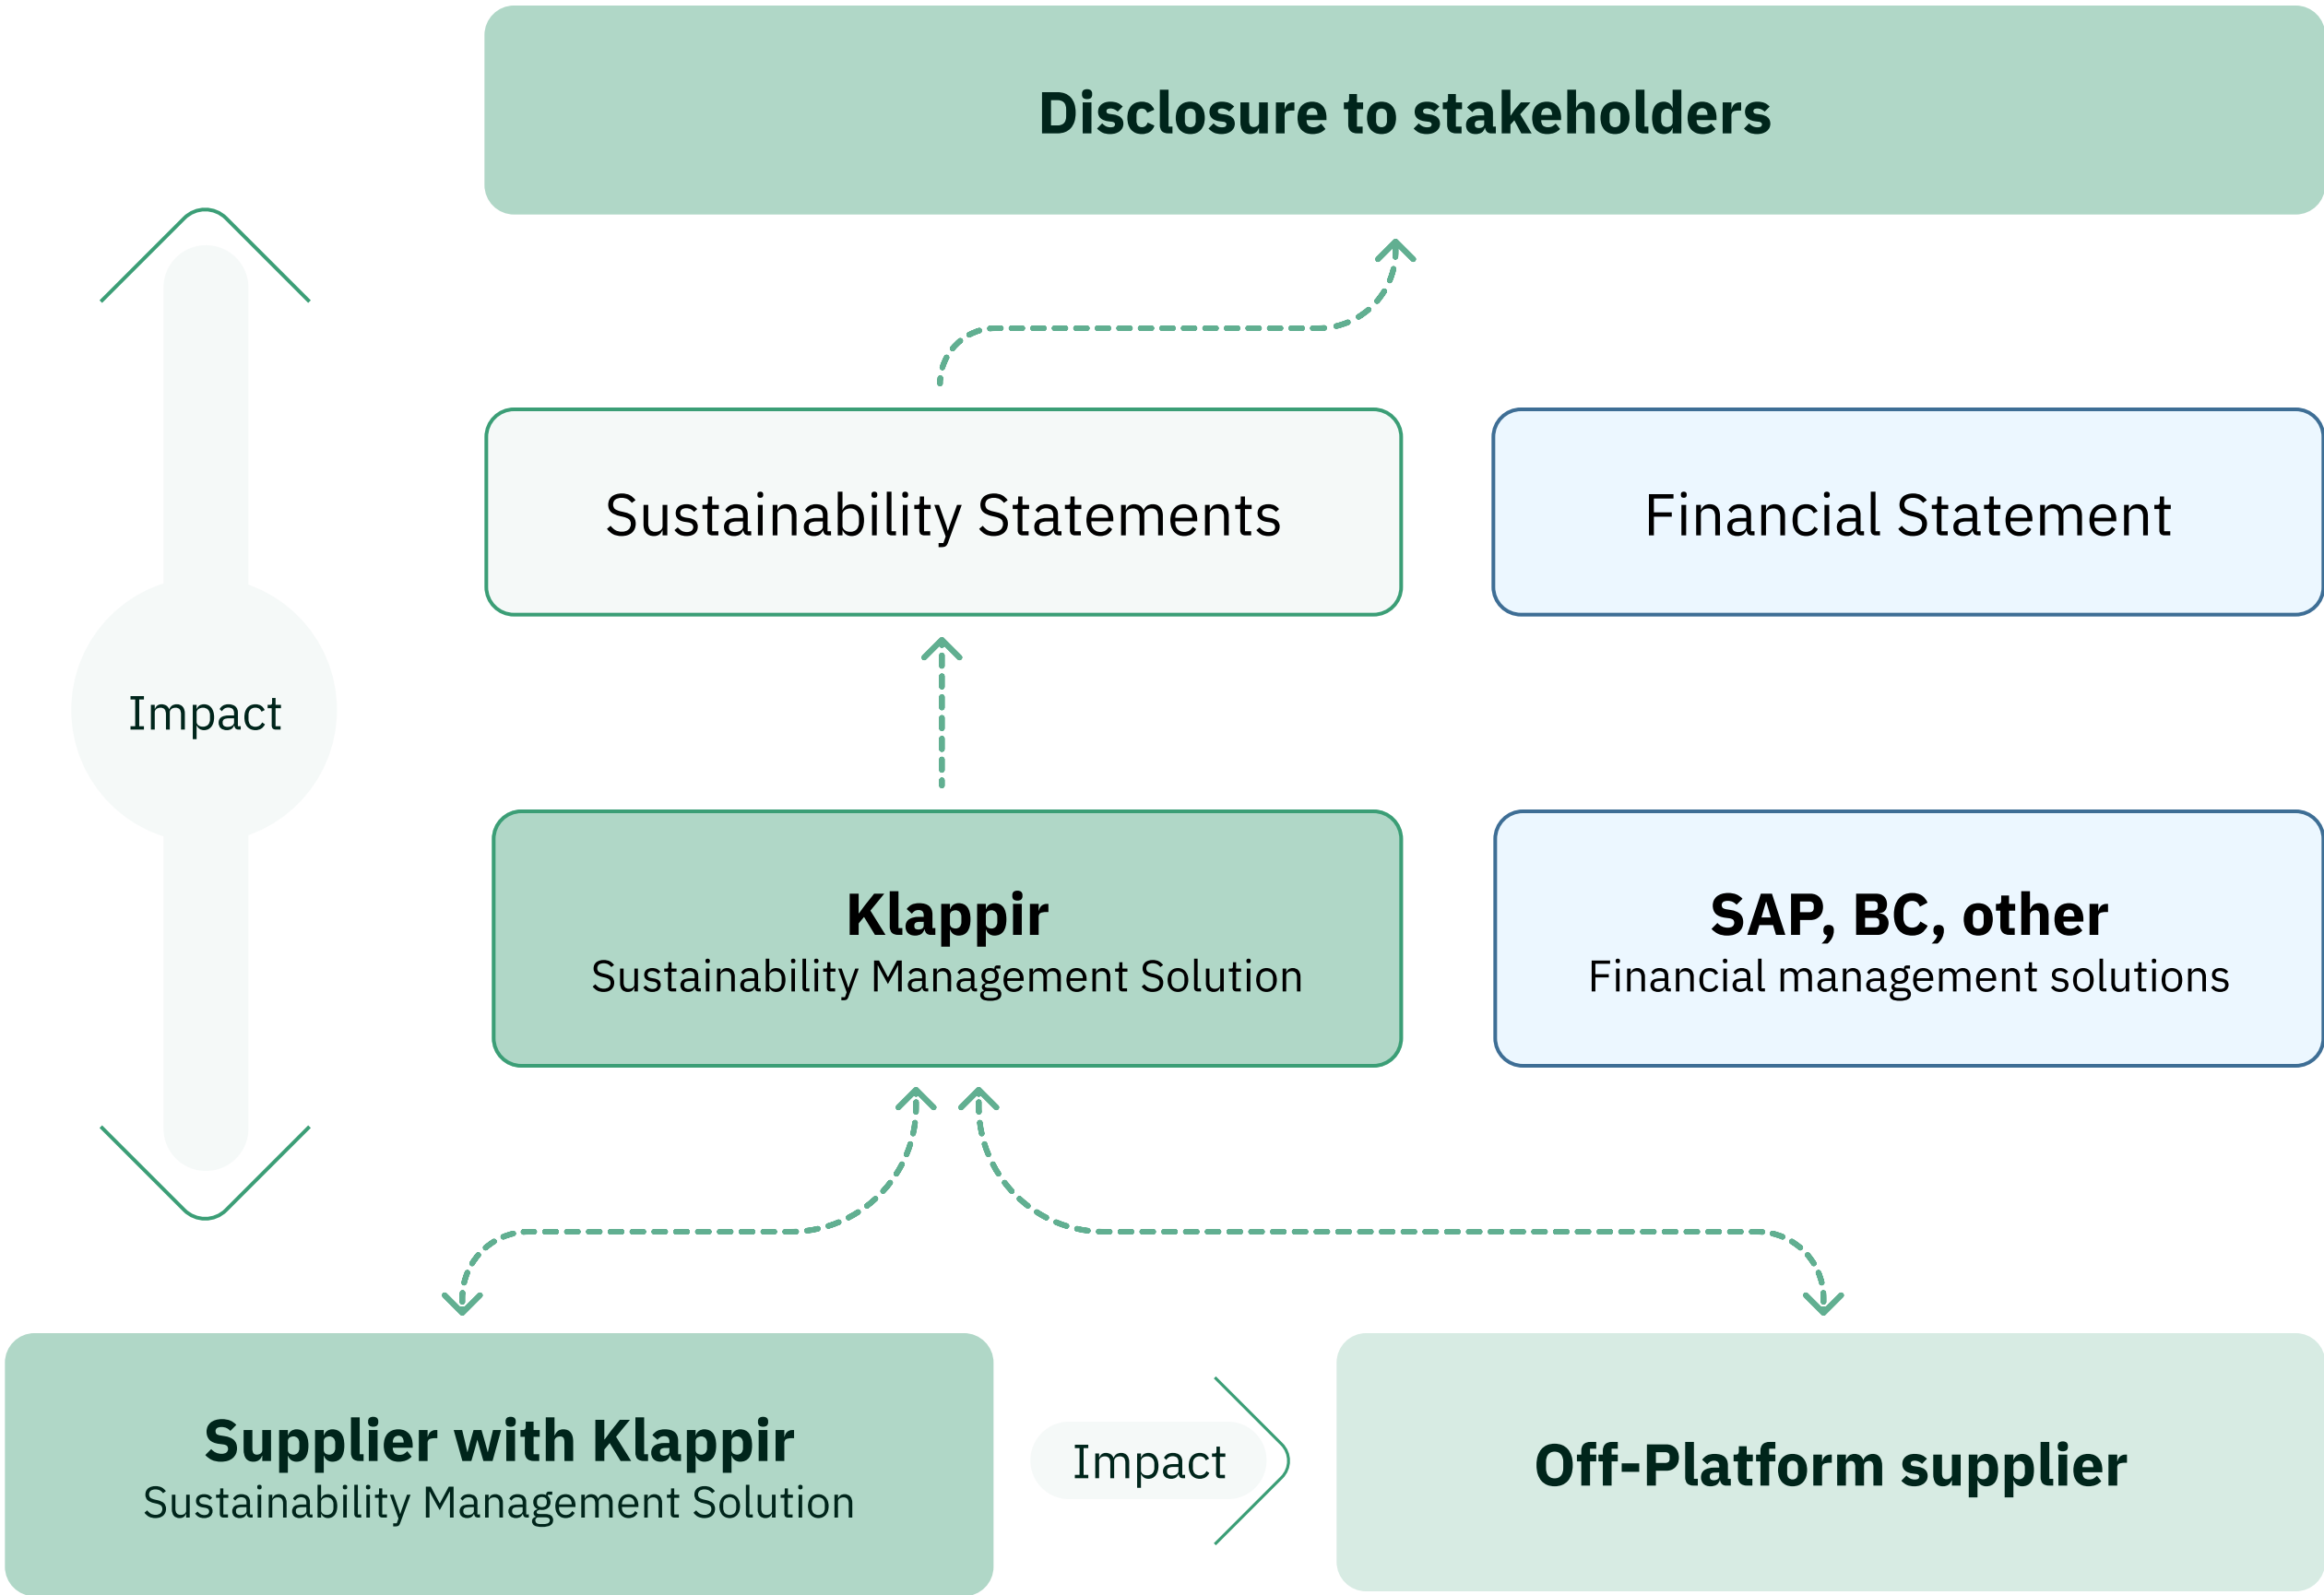 Disclosure to stakeholders
Sustainability Statements
Financial Statement
Impact
Klappir
Sustainability Management Solution
SAP, BC, other
Financial management solutions
Supplier with Klappir
Sustainability Management Solution
Impact
Off-Platform supplier